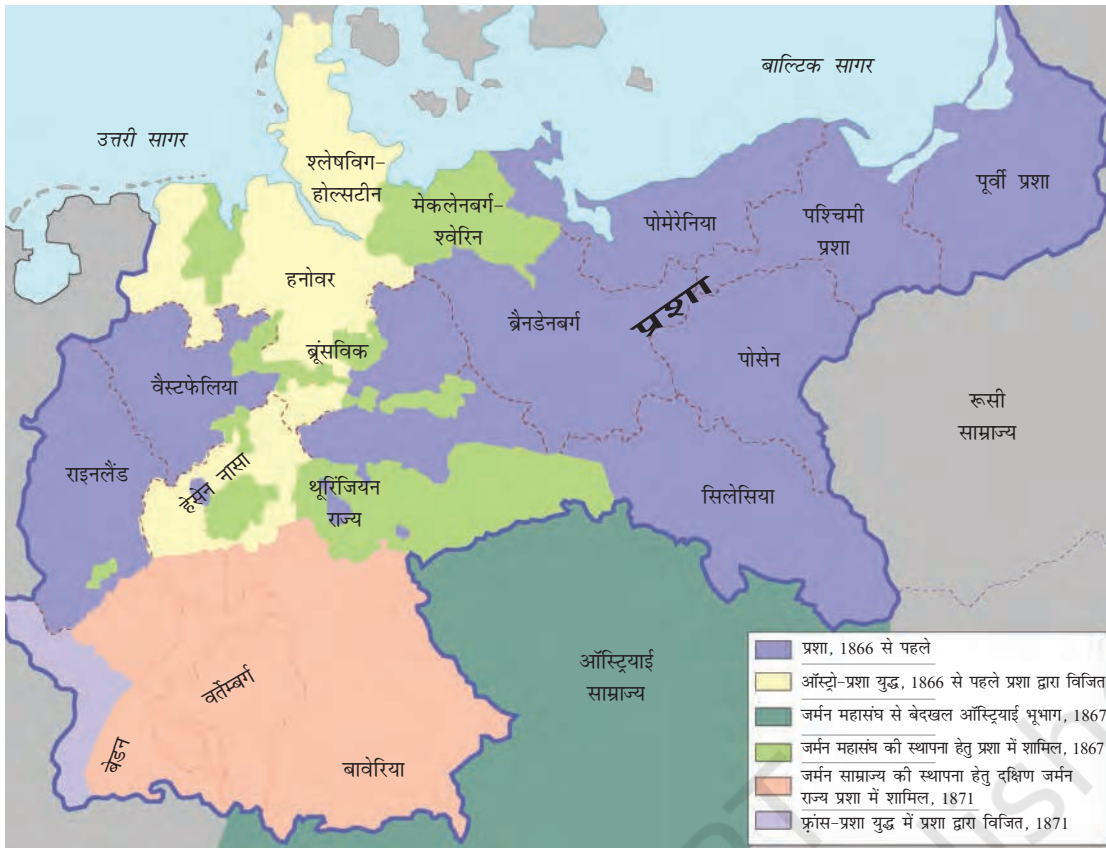 बाल्टिक सागर
उत्तरी सागर
श्लेषविग-
होल्सटीन
पूर्वी प्रशा
मेकलेनबर्ग-
श्वेरिन
पोमेरेनिया
पश्चिमी
प्रशा
हनोवर
प्रशा
ब्रैनडेनबर्ग
ब्रूंसविक
पोसेन
वैस्टफेलिया
रूसी
साम्राज्य
राइनलैंड
हेसेन नासा
थूरिंजियन
राज्य
सिलेसिया
ऑस्ट्रियाई
साम्राज्य
वर्तेम्बर्ग
बेडन
बावेरिया
प्रशा, 1866 से पहले
ऑस्ट्रो-प्रशा युद्ध, 1866 से पहले प्रशा द्वारा विजित
जर्मन महासंघ से बेदखल ऑस्ट्रियाई भूभाग, 1867
जर्मन महासंघ की स्थापना हेतु प्रशा में शामिल, 1867
जर्मन साम्राज्य की स्थापना हेतु दक्षिण जर्मन
राज्य प्रशा में शामिल, 1871
फ़्रांस-प्रशा युद्ध में प्रशा द्वारा विजित, 1871